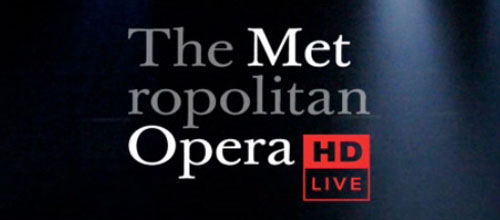 The Met
ropolitan
Opera HD
LIVE